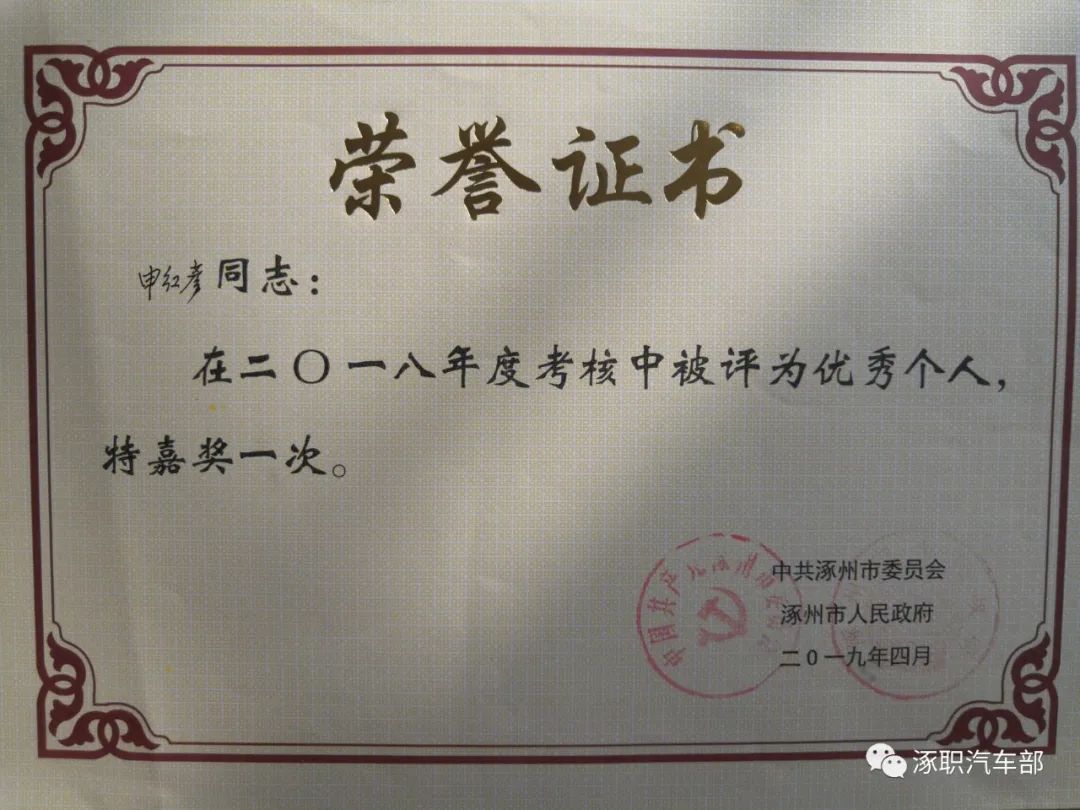 荣誉证书
申红彦同志：
在二〇一八年度考核中被评为优秀个人，
特嘉奖一次。
中共涿州市委员会
涿州市人民政府
二0一九年四月
涿职汽车部